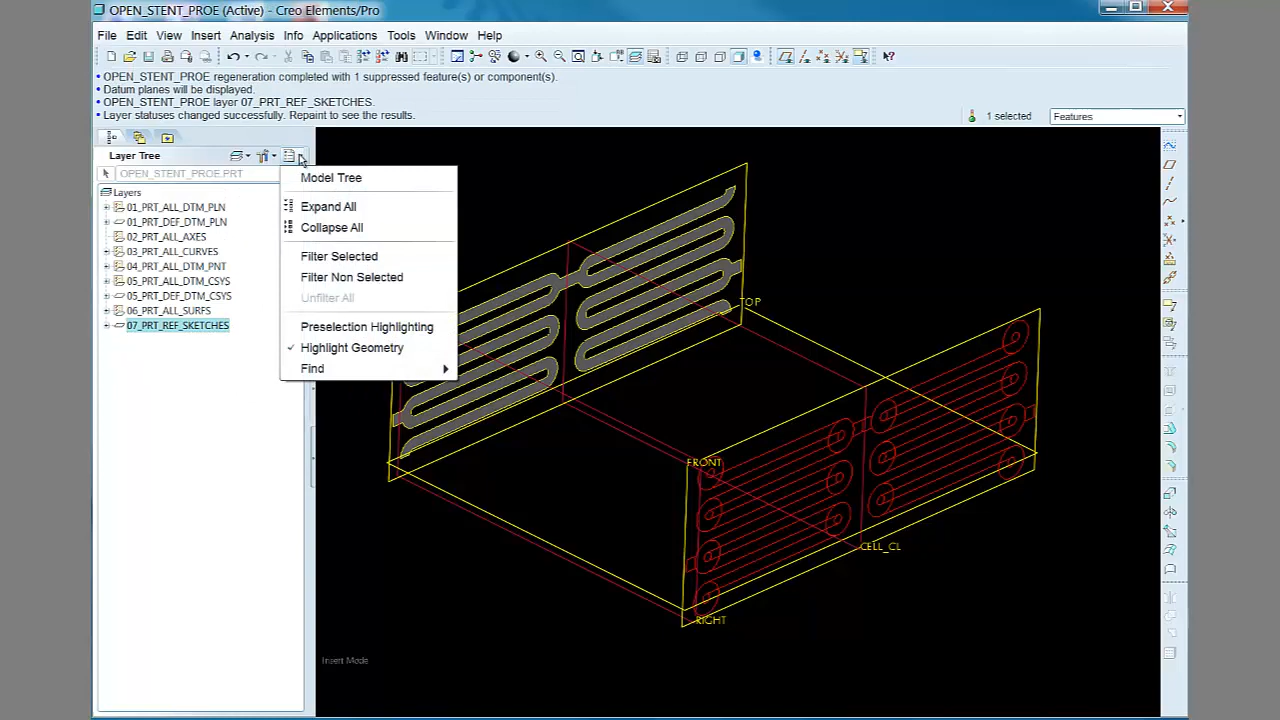 OPEN_STENT_PROE (Active) - Creo Elements/Pro
File Edit View Insert Analysis Info Applications Tools Window Help
• OPEN_STENT_PROE regeneration completed with 1 suppressed feature(s) or component(s).
• Datum planes will be displayed.
• OPEN_STENT_PROE layer 07_PRT_REF_SKETCHES.
• Layer statuses changed successfully. Repaint to see the results.
1 selected
Features
Layer Tree
OPEN_STENT_PROE.PRT
Layers
01_PRT_ALL_DTM_PLN
01_PRT_DEF_DTM_PLN
02_PRT_ALL_AXES
03_PRT_ALL_CURVES
04_PRT_ALL_DTM_PNT
05_PRT_ALL_DTM_CSYS
05_PRT_DEF_DTM_CSYS
06_PRT_ALL_SURFS
07_PRT_REF_SKETCHES
Model Tree
Expand All
Collapse All
Filter Selected
Filter Non Selected
Unfilter All
Preselection Highlighting
Highlight Geometry
Find
TOP
FRONT
CELL_CL
RIGHT
Insert Mode